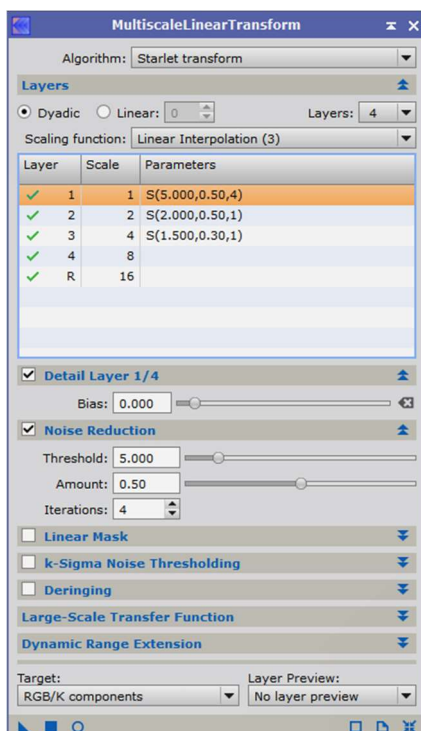 MultiscaleLinearTransform
Algorithm: Starlet transform
Layers
Dyadic Linear: 0 Layers: 4
Scaling function: Linear Interpolation (3)
Layer Scale Parameters
1 1 S(5.000,0.50,4)
2 2 S(2.000,0.50,1)
3 4 S(1.500,0.30,1)
4 8
R 16
Detail Layer 1/4
Bias: 0.000
Noise Reduction
Threshold: 5.000
Amount: 0.50
Iterations: 4
Linear Mask
k-Sigma Noise Thresholding
Deringing
Large-Scale Transfer Function
Dynamic Range Extension
Target: Layer Preview:
RGB/K components No layer preview